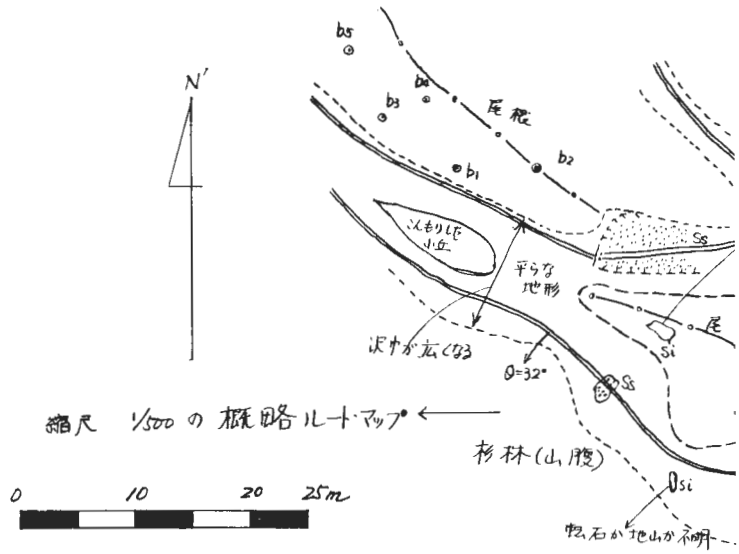 b5
N'
b4
尾根
b3
b1
b2
こんもりした
小丘
Ss
平らな
地形
尾
Si
沢巾が広くなる
θ=32°
Ss
縮尺 1/500 の 概略ルートマップ
杉林(山腹)
0 10 20 25m
Si
転石か地山か不明